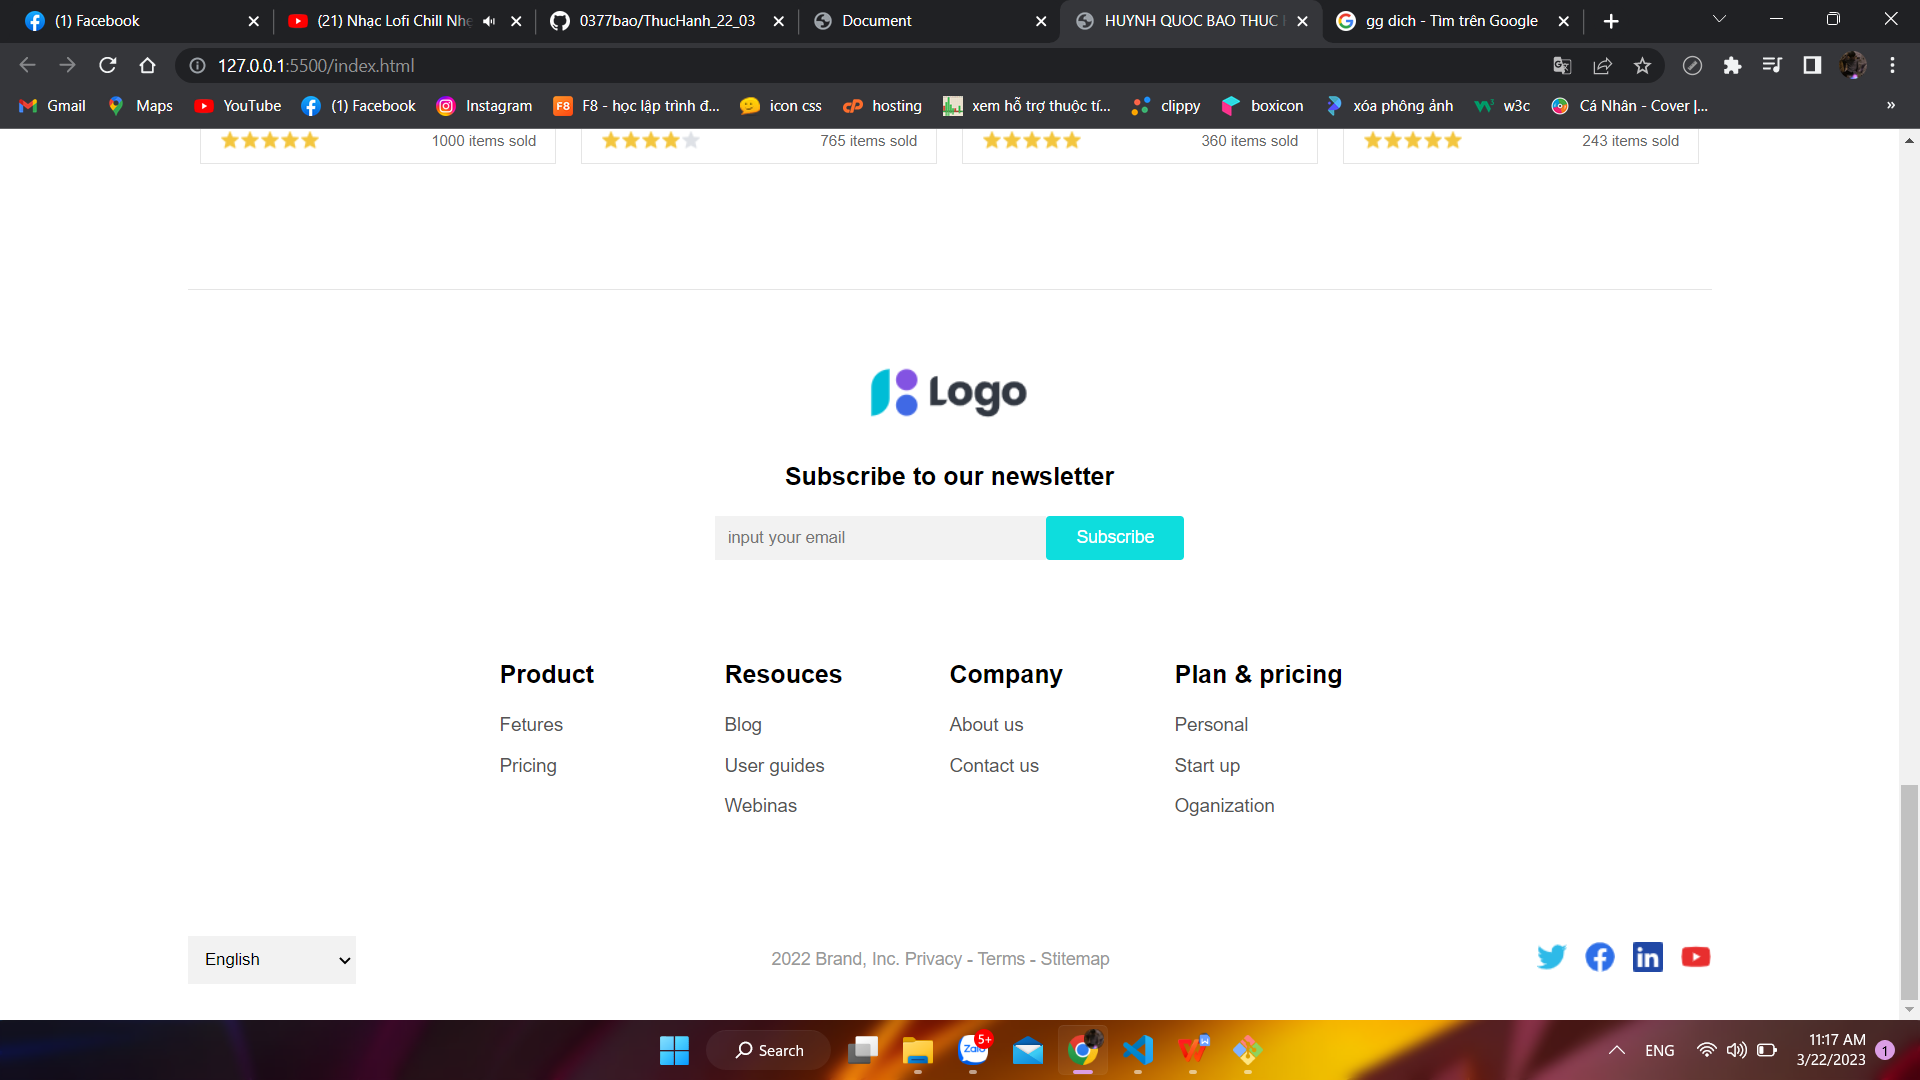 (1) Facebook
(21) Nhạc Lofi Chill Nhẹ
0377bao/ThucHanh_22_03
Document
HUYNH QUOC BAO THUC
gg dich - Tìm trên Google
127.0.0.1:5500/index.html
Gmail
Maps
YouTube
(1) Facebook
Instagram
F8 - học lập trình đ...
icon css
hosting
xem hỗ trợ thuộc tí...
clippy
boxicon
xóa phông ảnh
w3c
Cá Nhân - Cover |...
»
1000 items sold
765 items sold
360 items sold
243 items sold
Logo
Subscribe to our newsletter
input your email
Subscribe
Product
Fetures
Pricing
Resouces
Blog
User guides
Webinas
Company
About us
Contact us
Plan & pricing
Personal
Start up
Oganization
English
2022 Brand, Inc. Privacy - Terms - Stitemap
Search
Zalo
5+
ENG
11:17 AM
3/22/2023
1